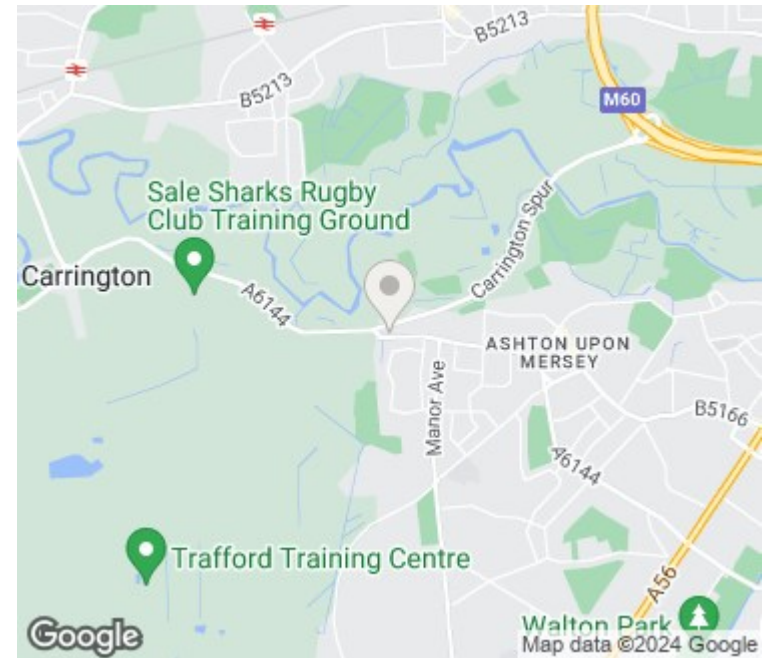 B5213
B5213
M60
Sale Sharks Rugby
Club Training Ground
Carrington Spur
Carrington
A6144
ASHTON UPON
MERSEY
Manor Ave
B5166
A6144
Trafford Training Centre
A56
Walton Park
Google
Map data ©2024 Google